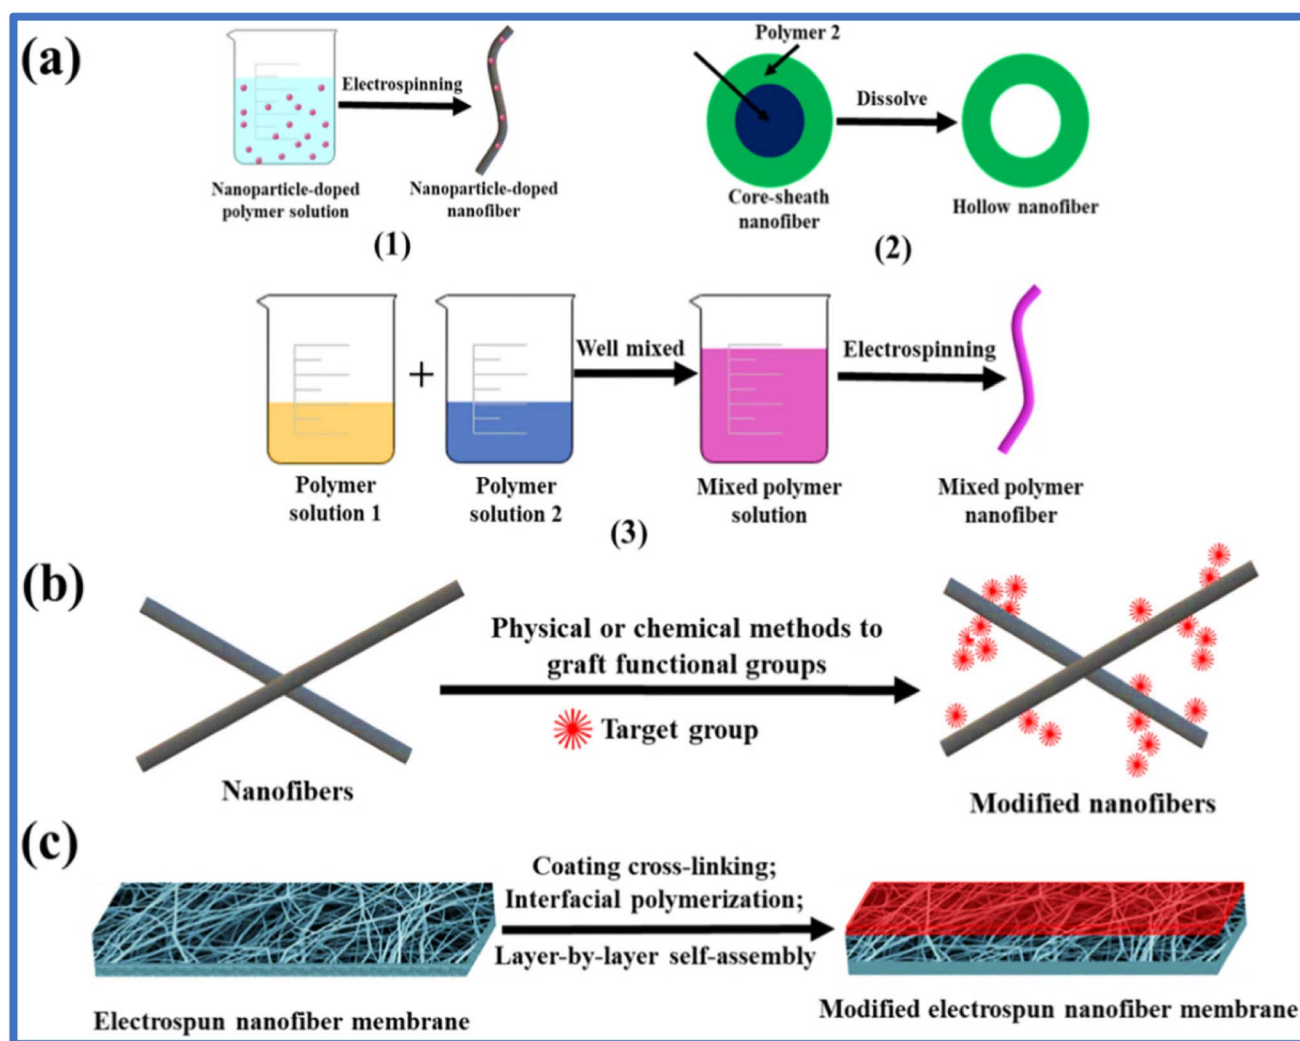 (a)
Electrospinning
Nanoparticle-doped
polymer solution
Nanoparticle-doped
nanofiber
(1)
Polymer 2
Dissolve
Core-sheath
nanofiber
Hollow nanofiber
(2)
+
Well mixed
Electrospinning
Polymer
solution 1
Polymer
solution 2
Mixed polymer
solution
Mixed polymer
nanofiber
(3)
(b)
Physical or chemical methods to
graft functional groups
Target group
Nanofibers
Modified nanofibers
(c)
Coating cross-linking;
Interfacial polymerization;
Layer-by-layer self-assembly
Electrospun nanofiber membrane
Modified electrospun nanofiber membrane